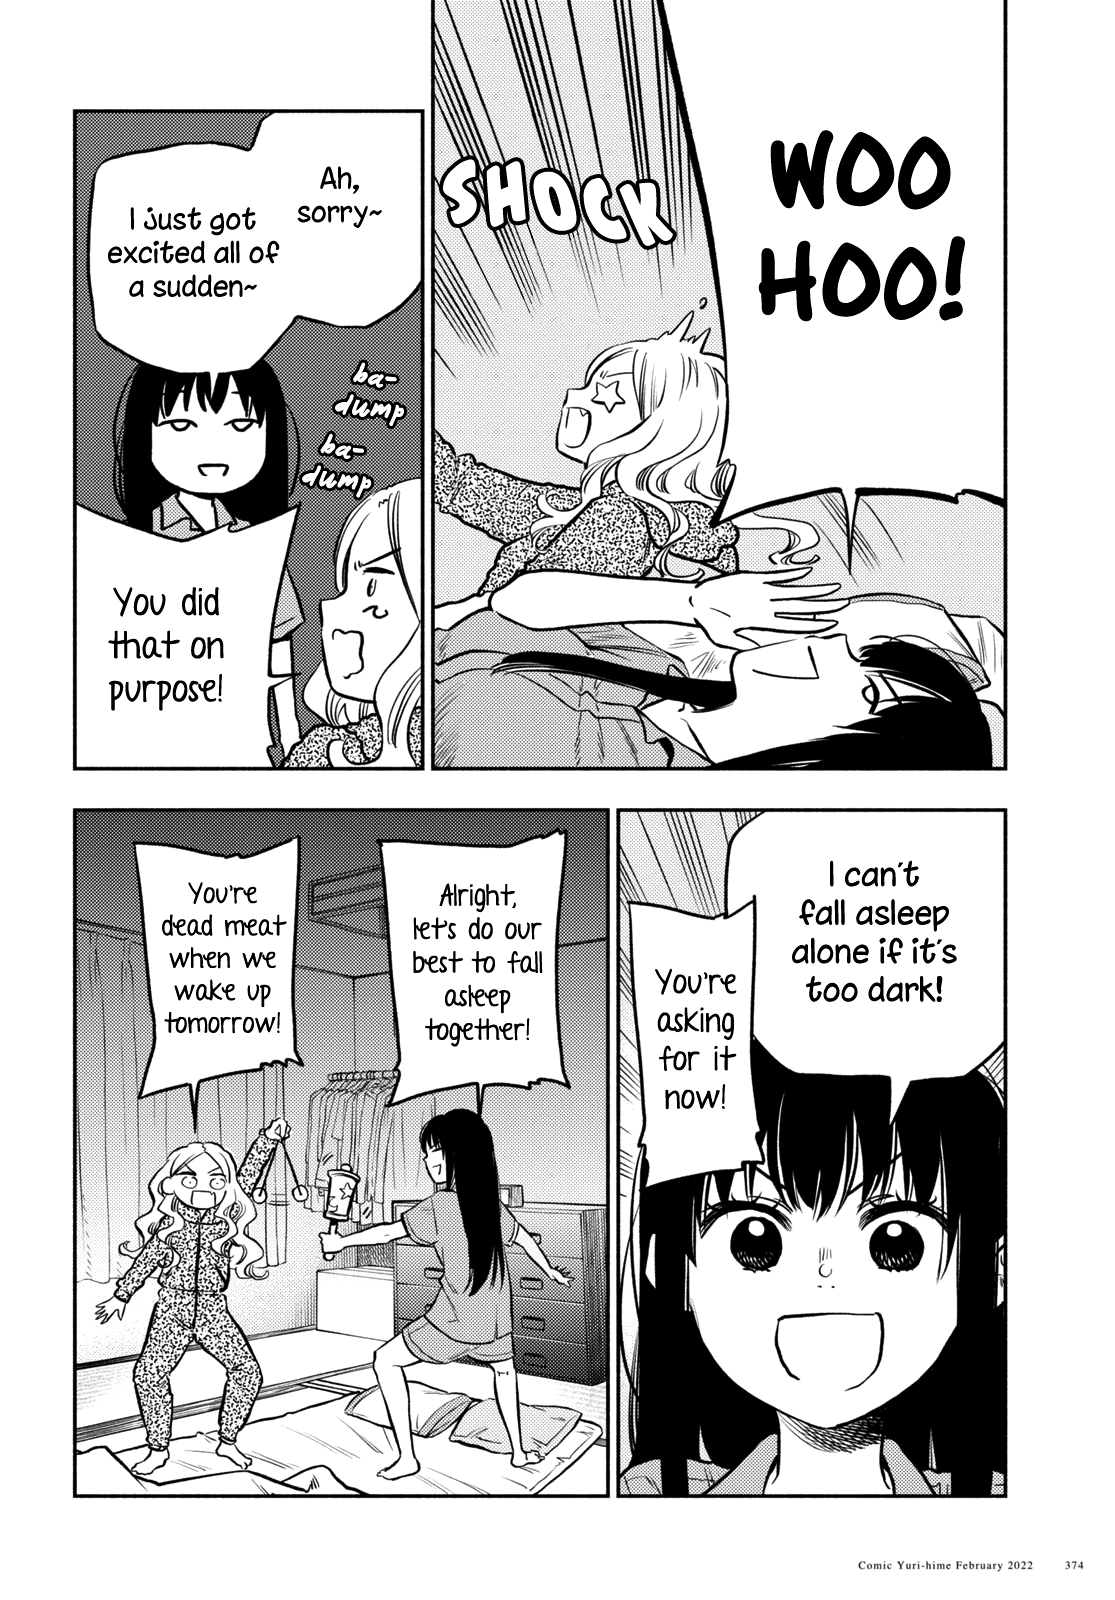 WOO
HOO!
SHOCK
Ah,
sorry~
I just got
excited all of
a sudden~
ba-
dump
ba-
dump
You did
that on
purpose!
I can't
fall asleep
alone if it's
too dark!
You're
asking
for it
now!
Alright,
let's do our
best to fall
asleep
together!
You're
dead meat
when we
wake up
tomorrow!
Comic Yuri-hime February 2022 374